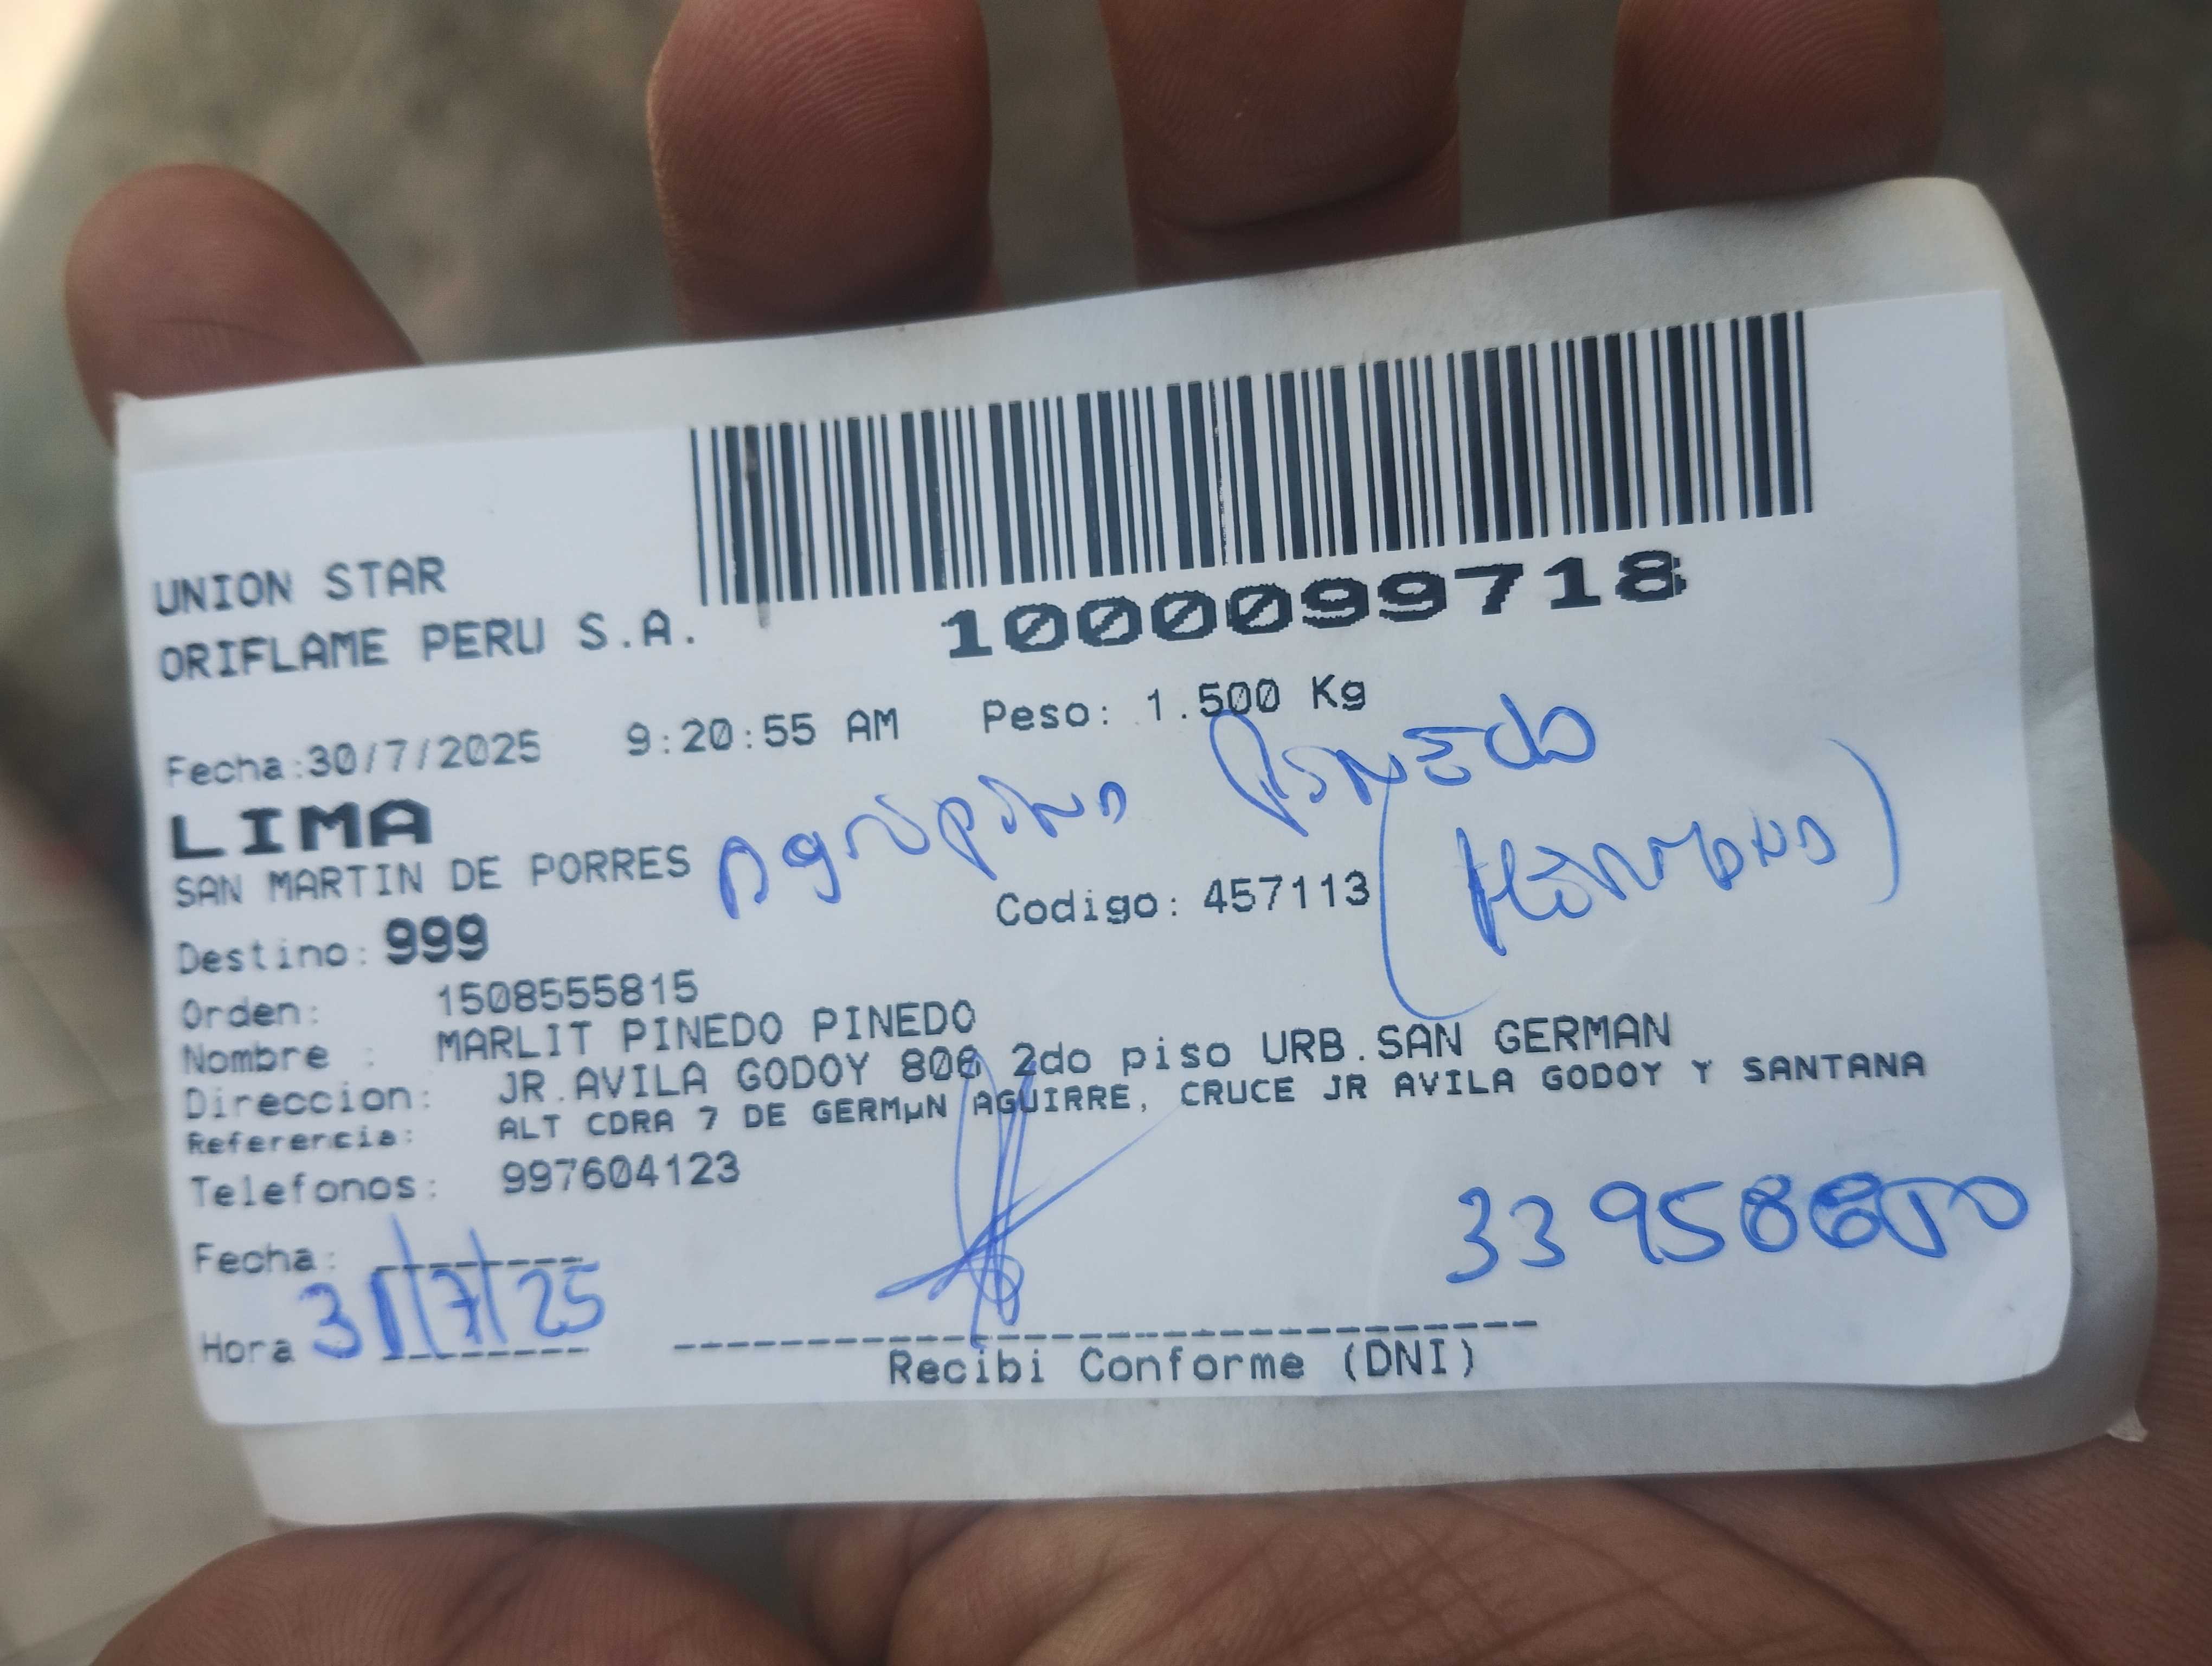 UNION STAR
ORIFLAME PERU S.A.
1000099718
Fecha:30/7/2025 9:20:55 AM Peso: 1.500 Kg
LIMA
Pinedo
SAN MARTIN DE PORRES
(Hermano)
Destino: 999 Codigo: 457113
Orden: 1508555815
Nombre : MARLIT PINEDO PINEDO
Direccion: JR.AVILA GODOY 806 2do piso URB.SAN GERMAN
Referencia: ALT CDRA 7 DE GERMµN AGUIRRE, CRUCE JR AVILA GODOY Y SANTANA
Telefonos: 997604123
Fecha:
31/7/25
Hora
Recibi Conforme (DNI)